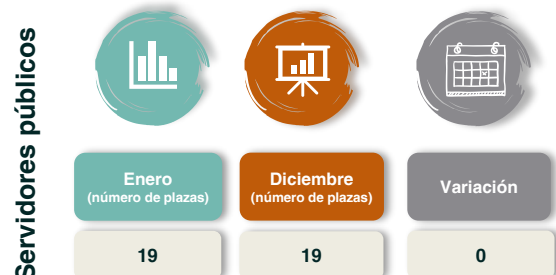 Servidores públicos
Enero
(número de plazas)
Diciembre
(número de plazas)
Variación
19
19
0